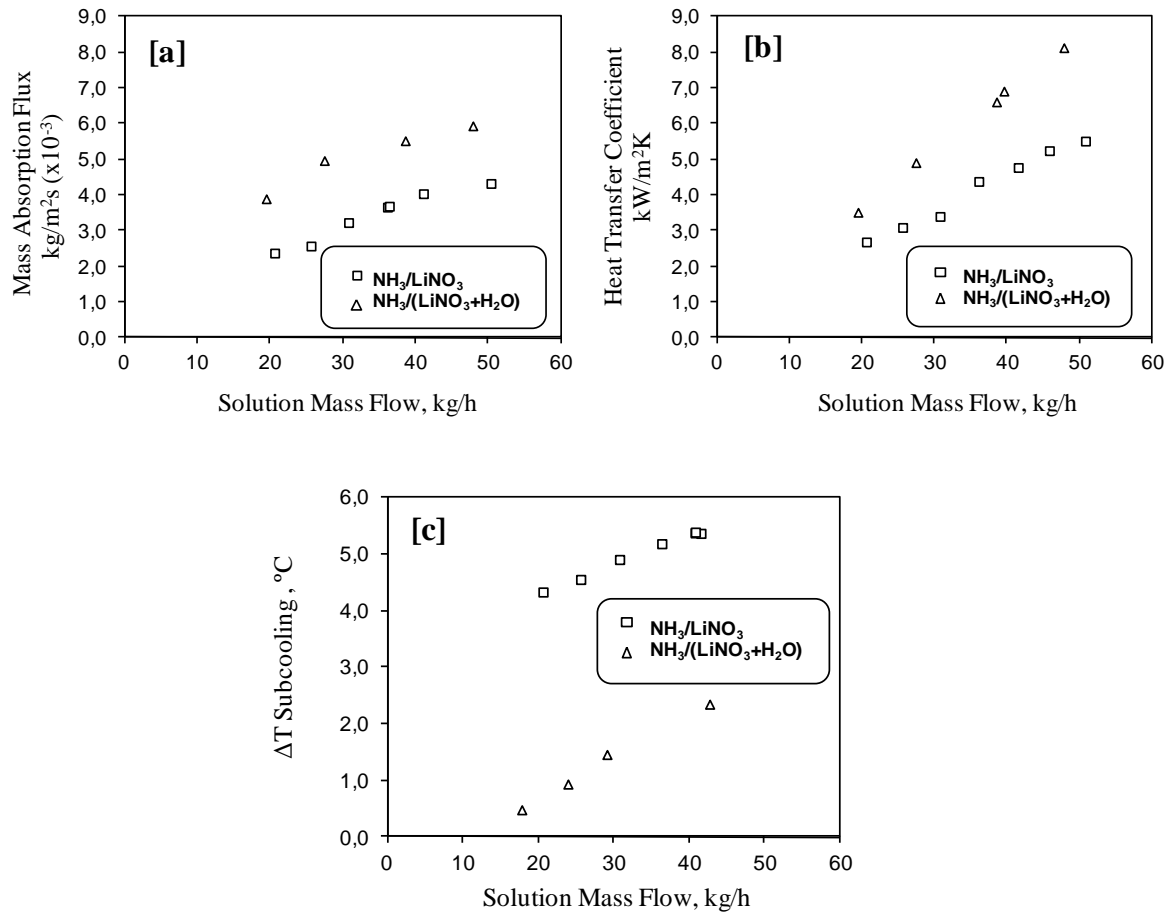 [a]
Mass Absorption Flux
kg/m²s (x10⁻³)
9,0
8,0
7,0
6,0
5,0
4,0
3,0
2,0
1,0
0,0
0 10 20 30 40 50 60
Solution Mass Flow, kg/h
NH₃/LiNO₃
NH₃/(LiNO₃+H₂O)
[b]
Heat Transfer Coefficient
kW/m²K
9,0
8,0
7,0
6,0
5,0
4,0
3,0
2,0
1,0
0,0
0 10 20 30 40 50 60
Solution Mass Flow, kg/h
NH₃/LiNO₃
NH₃/(LiNO₃+H₂O)
[c]
ΔT Subcooling , ºC
6,0
5,0
4,0
3,0
2,0
1,0
0,0
0 10 20 30 40 50 60
Solution Mass Flow, kg/h
NH₃/LiNO₃
NH₃/(LiNO₃+H₂O)